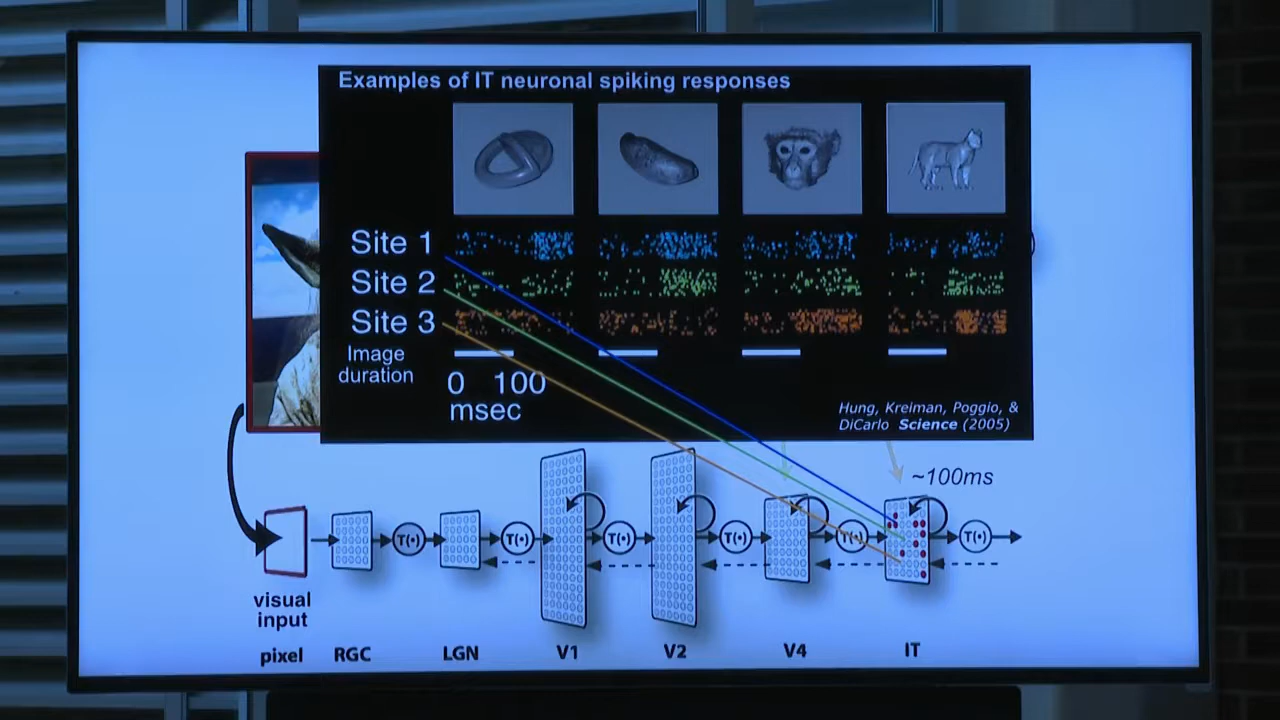 Examples of IT neuronal spiking responses
Site 1
Site 2
Site 3
Image
duration
0 100
msec
Hung, Kreiman, Poggio, &
DiCarlo Science (2005)
~100ms
T(•) T(•) T(•) T(•) T(•) T(•)
visual
input
pixel RGC LGN V1 V2 V4 IT